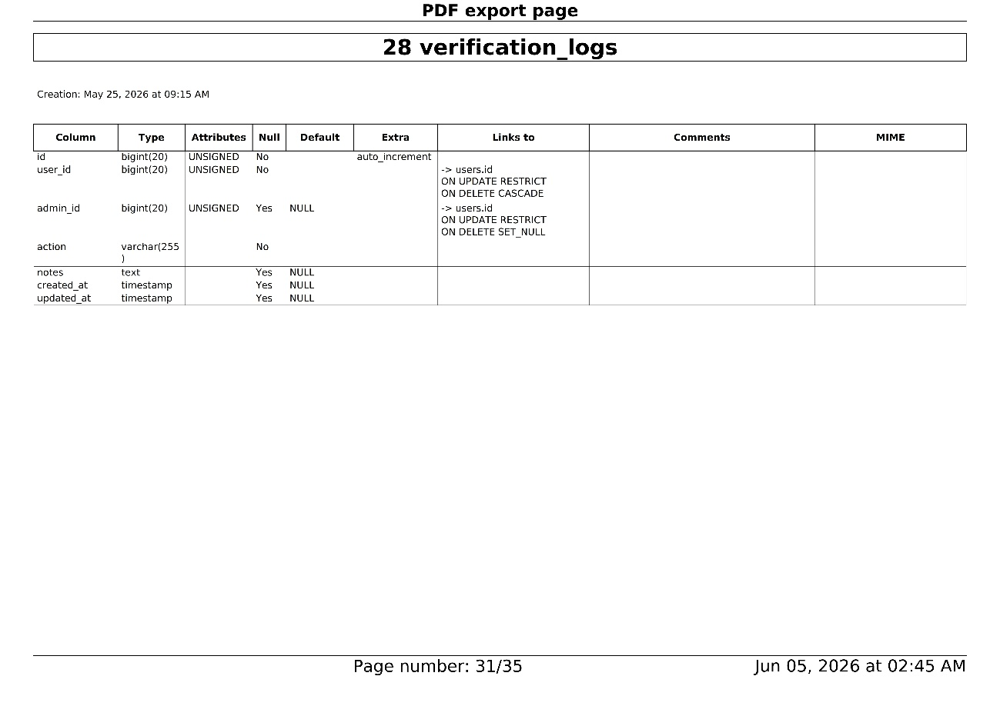 PDF export page
28 verification_logs
Creation: May 25, 2026 at 09:15 AM
Column Type Attributes Null Default Extra Links to Comments MIME
id bigint(20) UNSIGNED No auto_increment
user_id bigint(20) UNSIGNED No -> users.id
ON UPDATE RESTRICT
ON DELETE CASCADE
admin_id bigint(20) UNSIGNED Yes NULL -> users.id
ON UPDATE RESTRICT
ON DELETE SET_NULL
action varchar(255 No
)
notes text Yes NULL
created_at timestamp Yes NULL
updated_at timestamp Yes NULL
Page number: 31/35 Jun 05, 2026 at 02:45 AM